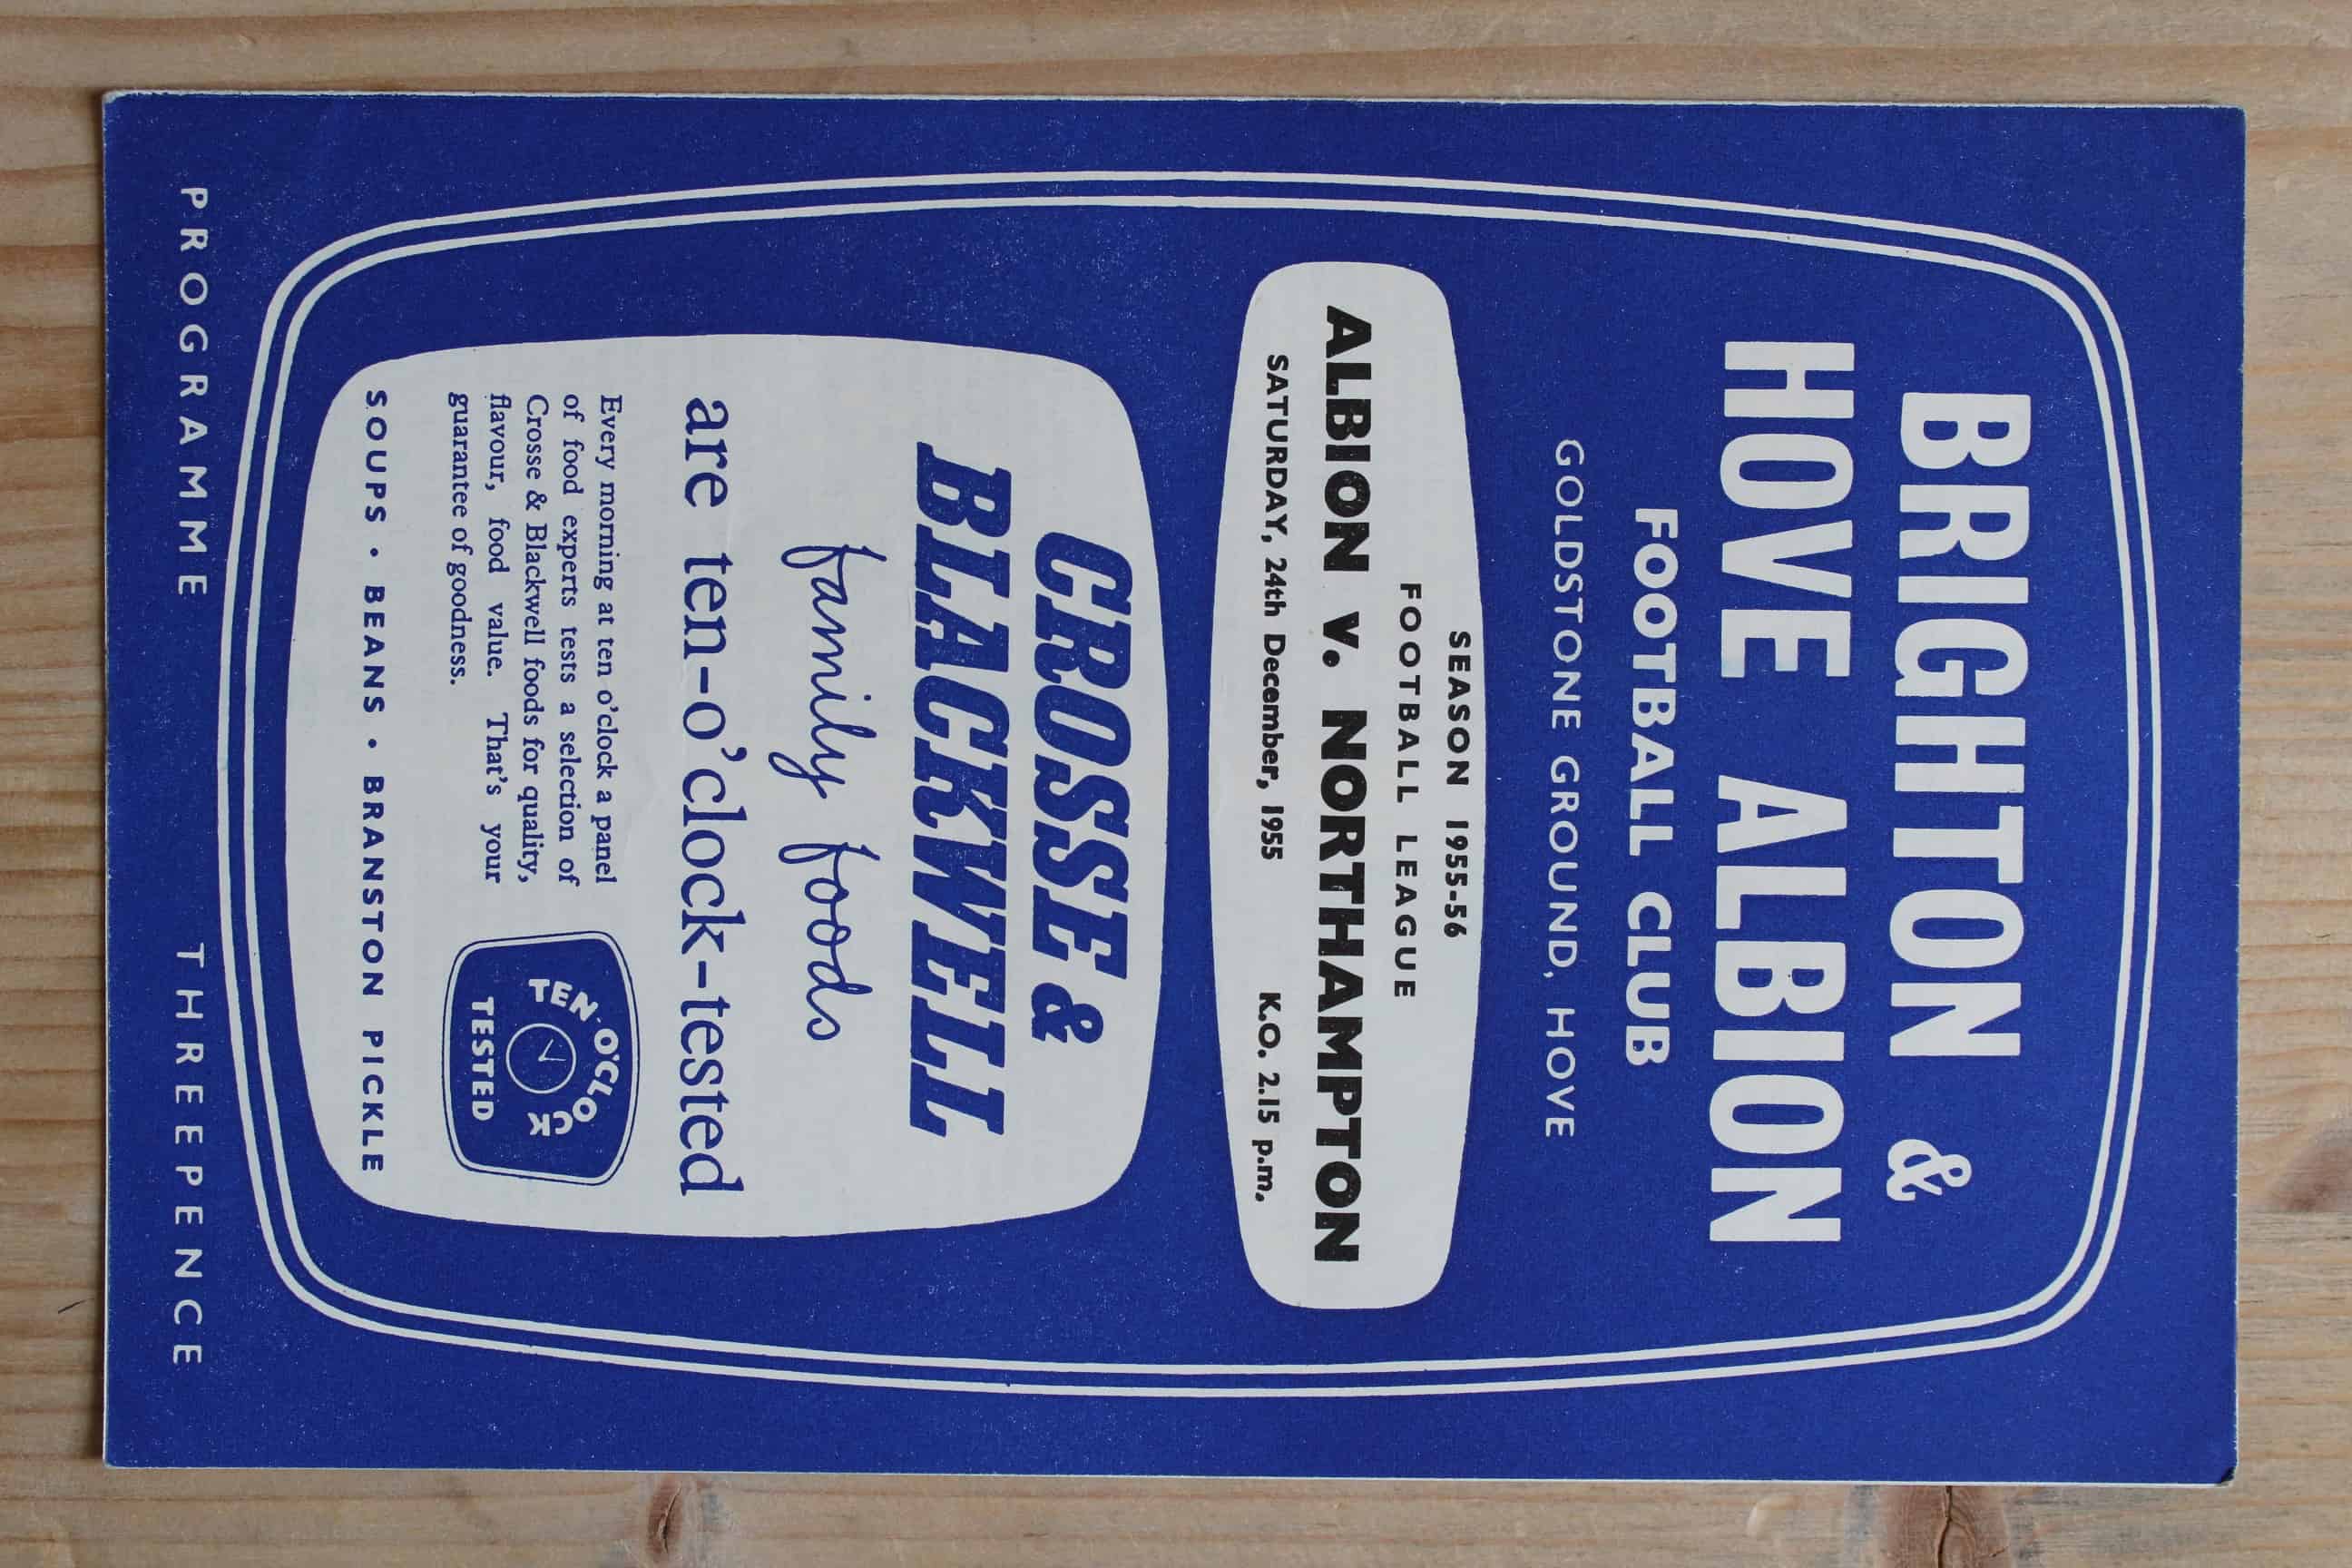 BRIGHTON &
HOVE ALBION
FOOTBALL CLUB
GOLDSTONE GROUND, HOVE
SEASON 1955-56
FOOTBALL LEAGUE
ALBION v. NORTHAMPTON
SATURDAY, 24th December, 1955 K.O. 2.15 p.m.
CROSSE &
BLACKWELL
family foods
are ten-o'clock-tested
Every morning at ten o'clock a panel
of food experts tests a selection of
Crosse & Blackwell foods for quality,
flavour, food value. That's your
guarantee of goodness.
TEN-O'CLOCK
TESTED
SOUPS • BEANS • BRANSTON PICKLE
PROGRAMME THREEPENCE